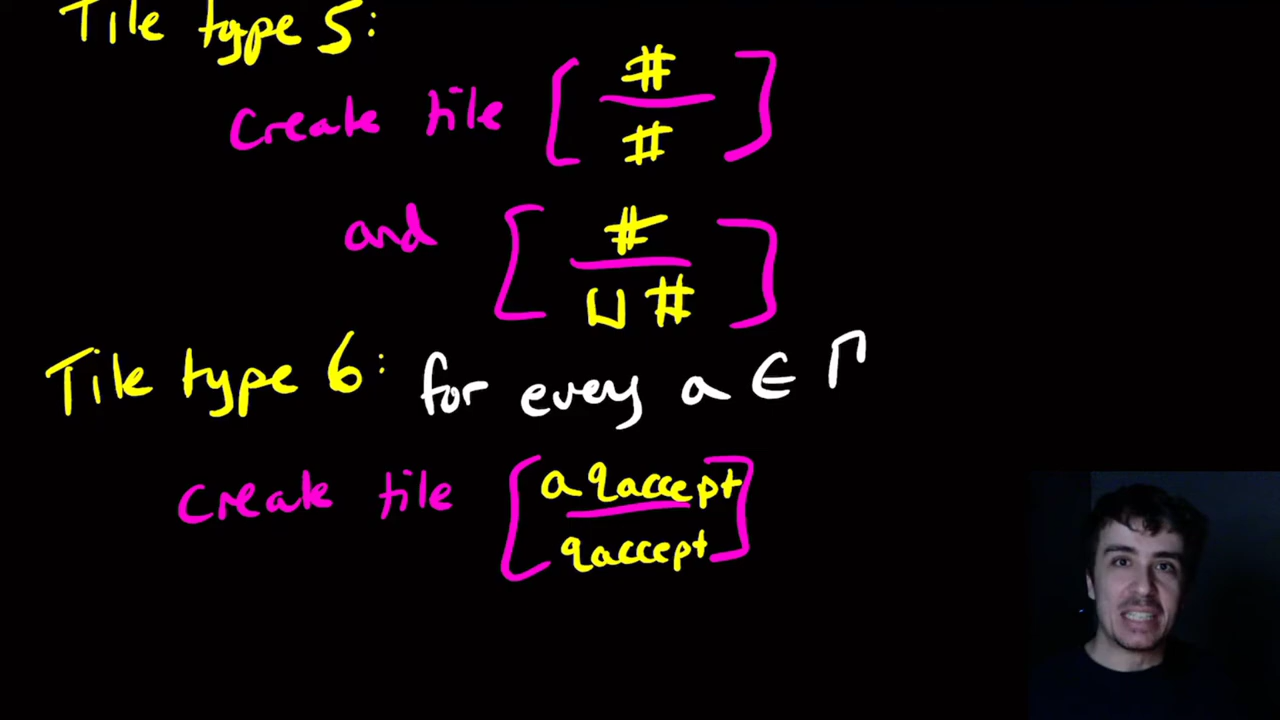 Tile type 5:
create tile [ # / # ]
and [ # / ⊔ # ]
Tile type 6: for every a ∈ Γ
create tile [ a qaccept / qaccept ]